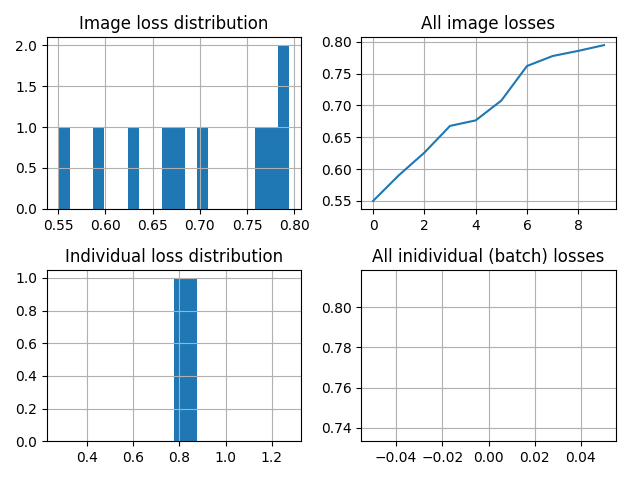 Image loss distribution
2.0
1.5
1.0
0.5
0.0
0.55 0.60 0.65 0.70 0.75 0.80
All image losses
0.80
0.75
0.70
0.65
0.60
0.55
0 2 4 6 8
Individual loss distribution
1.0
0.8
0.6
0.4
0.2
0.0
0.4 0.6 0.8 1.0 1.2
All inidividual (batch) losses
0.80
0.78
0.76
0.74
−0.04 −0.02 0.00 0.02 0.04